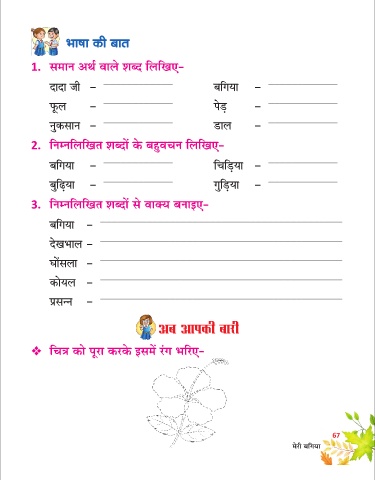 भाषा की बात
1. समान अर्थ वाले शब्द लिखिए-
दादा जी – बगिया –
फूल – पेड़ –
नुकसान – डाल –
2. निम्नलिखित शब्दों के बहुवचन लिखिए-
बगिया – चिड़िया –
बुढ़िया – गुड़िया –
3. निम्नलिखित शब्दों से वाक्य बनाइए-
बगिया –
देखभाल –
घोंसला –
कोयल –
प्रसन्न –
अब आपकी बारी
❖ चित्र को पूरा करके इसमें रंग भरिए-
67
मेरी बगिया